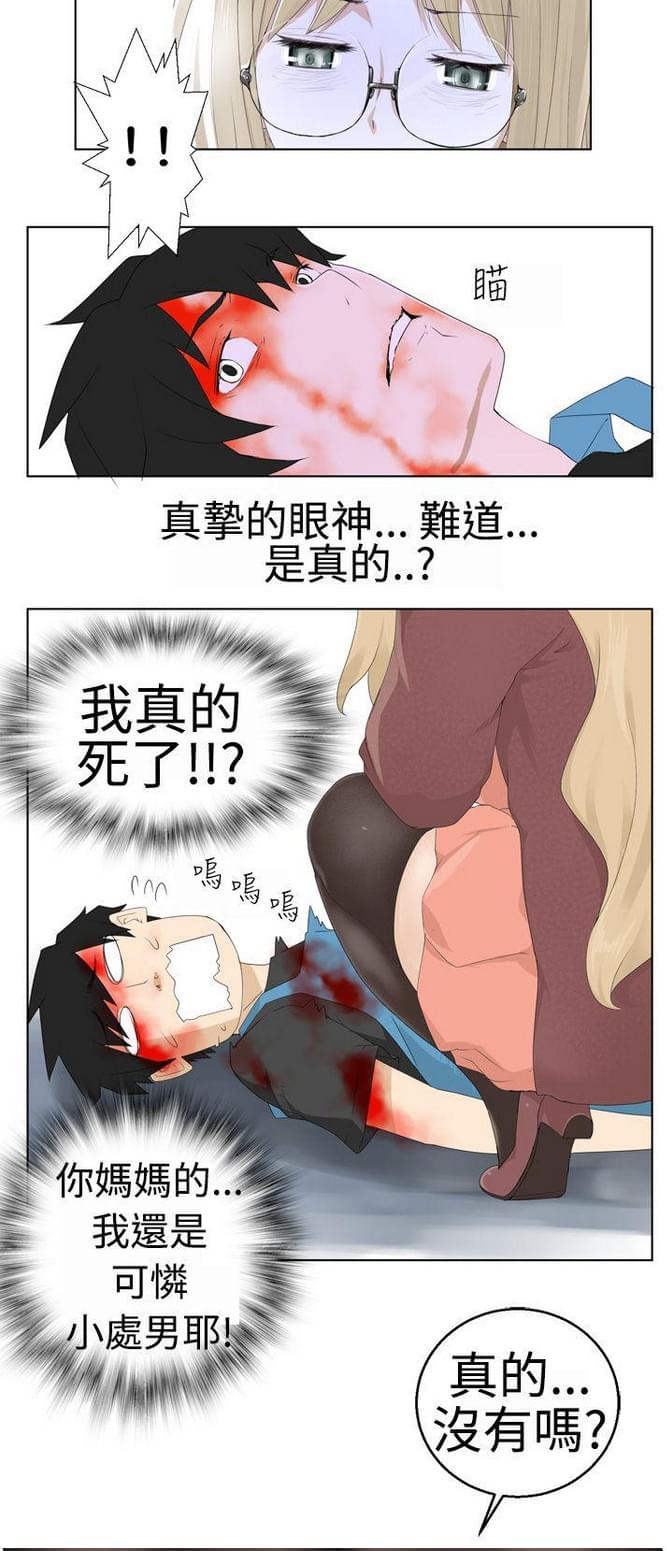 !!
瞄
真摯的眼神... 難道...
是真的..?
我真的
死了!!?
嗚嗚嗚
你媽媽的...
我還是
可憐
小處男耶!
真的...
沒有嗎?